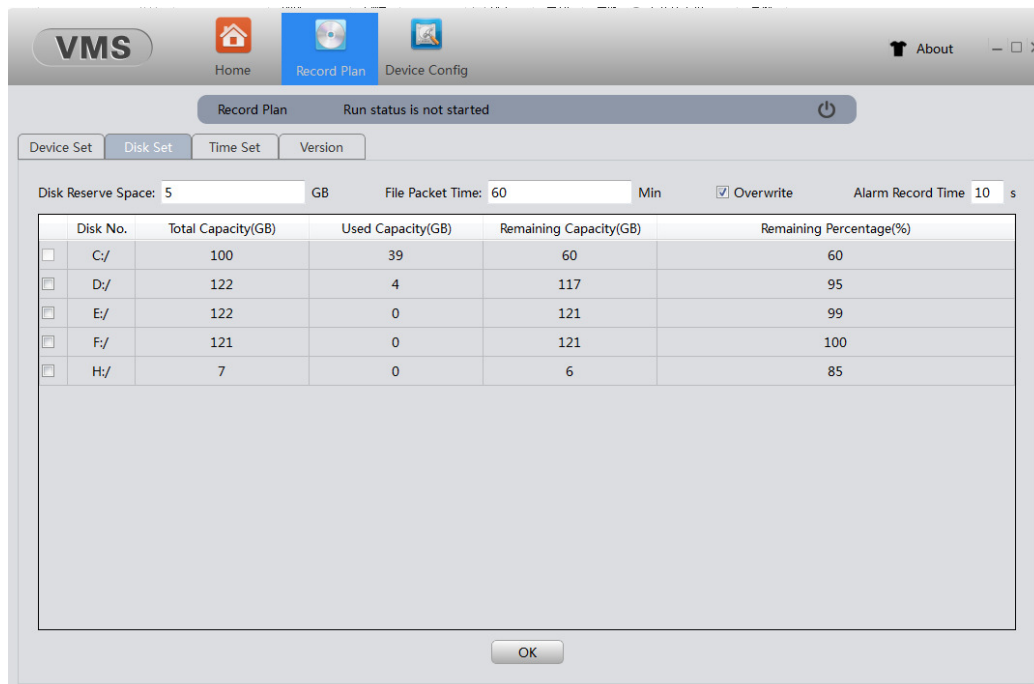 VMS
Home
Record Plan
Device Config
About
Record Plan Run status is not started
Device Set Disk Set Time Set Version
Disk Reserve Space: 5 GB File Packet Time: 60 Min Overwrite Alarm Record Time 10 s
Disk No. Total Capacity(GB) Used Capacity(GB) Remaining Capacity(GB) Remaining Percentage(%)
C:/ 100 39 60 60
D:/ 122 4 117 95
E:/ 122 0 121 99
F:/ 121 0 121 100
H:/ 7 0 6 85
OK